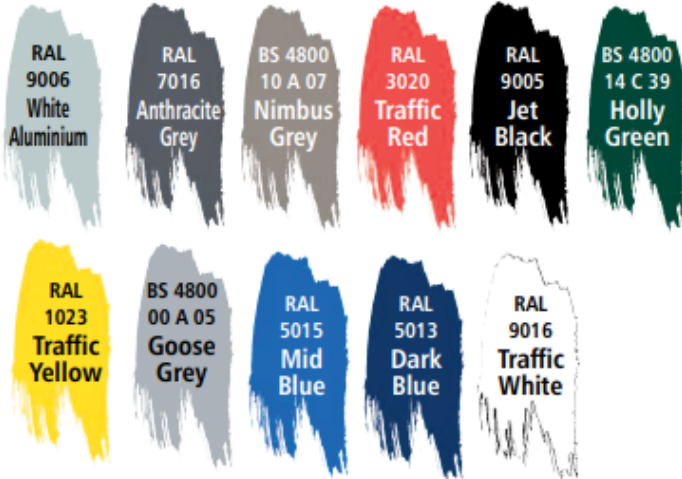 RAL
9006
White
Aluminium
RAL
7016
Anthracite
Grey
BS 4800
10 A 07
Nimbus
Grey
RAL
3020
Traffic
Red
RAL
9005
Jet
Black
BS 4800
14 C 39
Holly
Green
RAL
1023
Traffic
Yellow
BS 4800
00 A 05
Goose
Grey
RAL
5015
Mid
Blue
RAL
5013
Dark
Blue
RAL
9016
Traffic
White